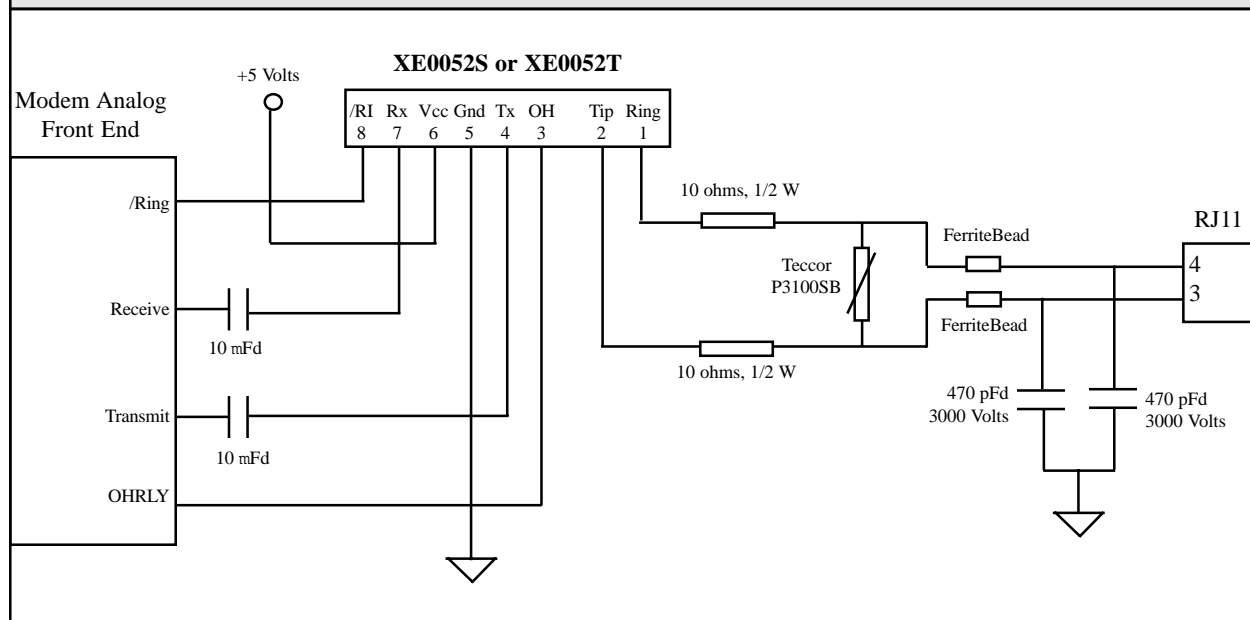 XE0052S or XE0052T
+5 Volts
Modem Analog
Front End
/RI Rx Vcc Gnd Tx OH Tip Ring
8 7 6 5 4 3 2 1
/Ring
10 ohms, 1/2 W
RJ11
FerriteBead
4
Teccor
P3100SB
3
Receive
FerriteBead
10 mFd
10 ohms, 1/2 W
470 pFd
3000 Volts
470 pFd
3000 Volts
Transmit
10 mFd
OHRLY